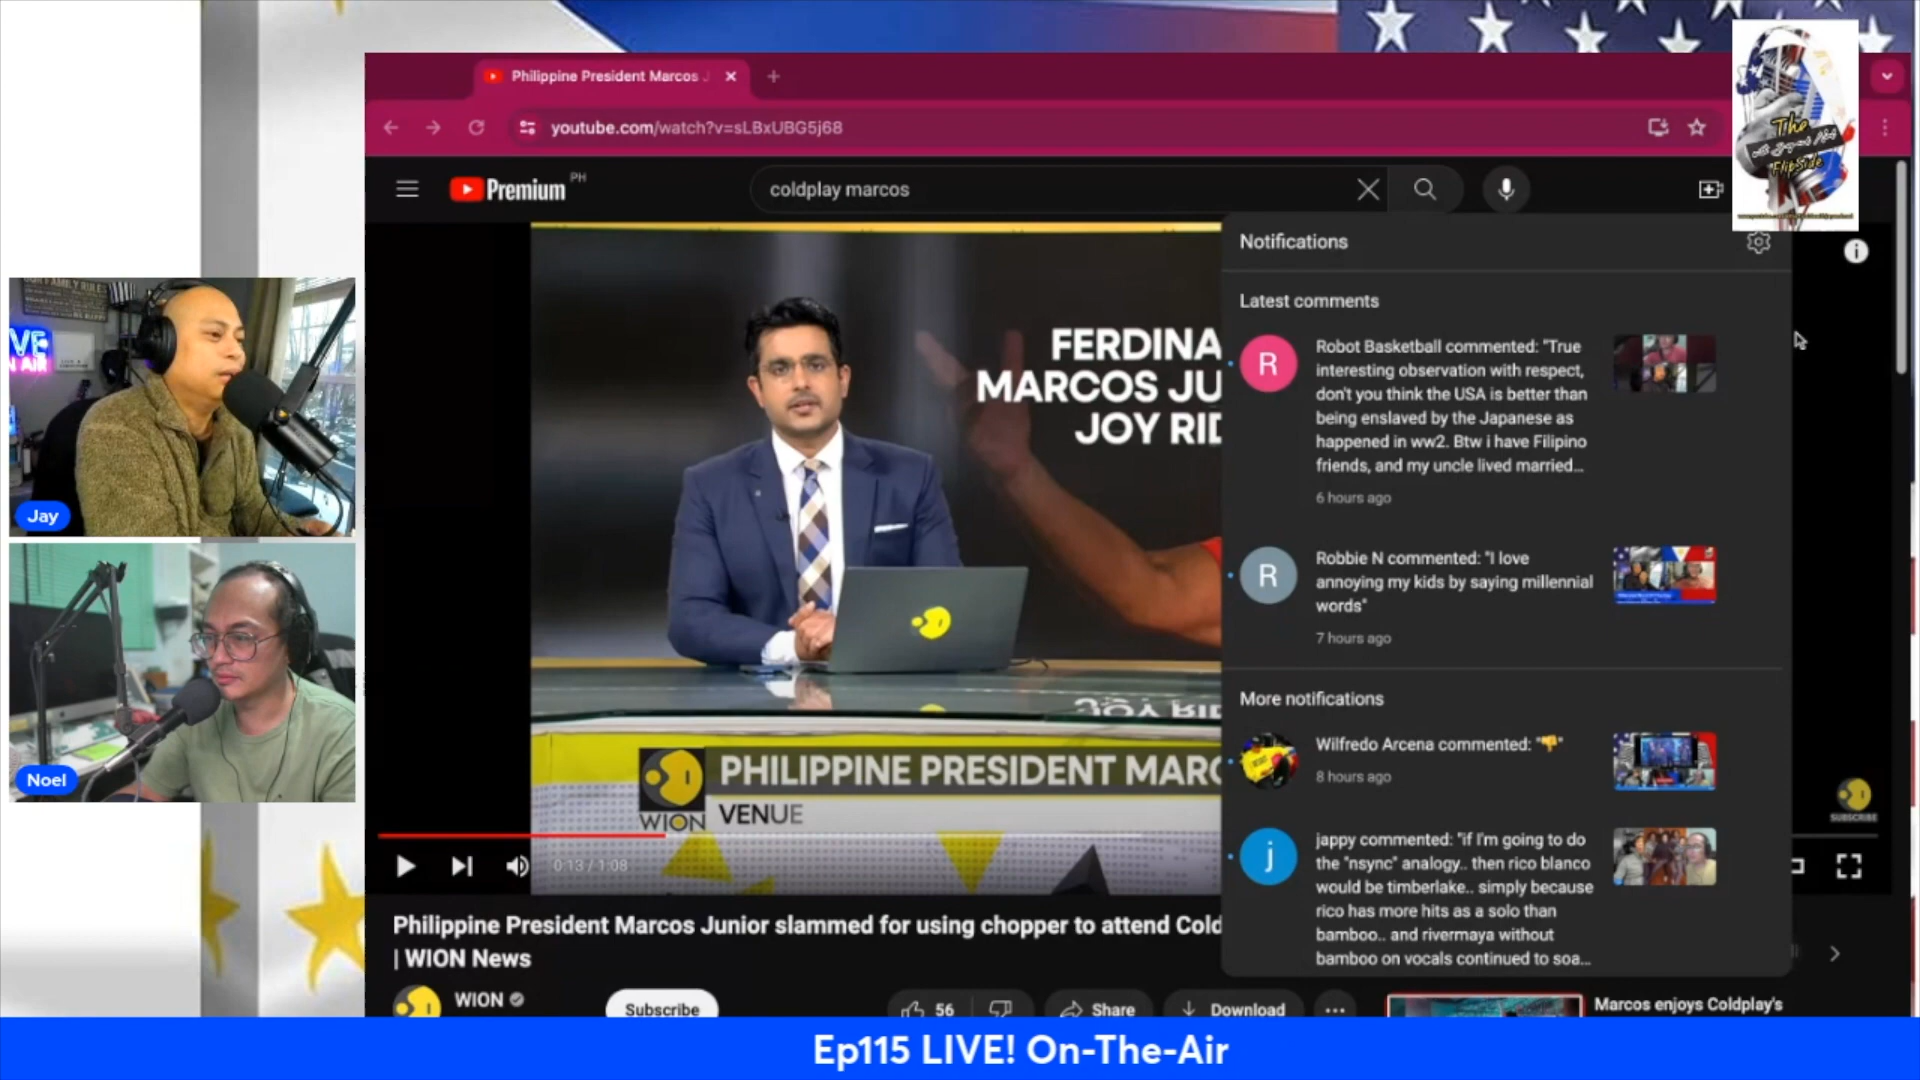 Philippine President Marcos J
youtube.com/watch?v=sLBxUBG5j68
Premium PH
coldplay marcos
The
FlipSide
Notifications
Latest comments
Robot Basketball commented: "True
interesting observation with respect,
don't you think the USA is better than
being enslaved by the Japanese as
happened in ww2. Btw i have Filipino
friends, and my uncle lived married...
6 hours ago
Robbie N commented: "I love
annoying my kids by saying millennial
words"
7 hours ago
More notifications
Wilfredo Arcena commented: "👎"
8 hours ago
jappy commented: "if I'm going to do
the "nsync" analogy.. then rico blanco
would be timberlake.. simply because
rico has more hits as a solo than
bamboo.. and rivermaya without
bamboo on vocals continued to soa...
R
R
j
FERDINA
MARCOS JU
JOY RID
PHILIPPINE PRESIDENT MARC
VENUE
WION
SUBSCRIBE
0:13 / 1:08
Philippine President Marcos Junior slammed for using chopper to attend Cold
| WION News
WION
Subscribe
56
Share
Download
Marcos enjoys Coldplay's
Jay
Noel
Ep115 LIVE! On-The-Air